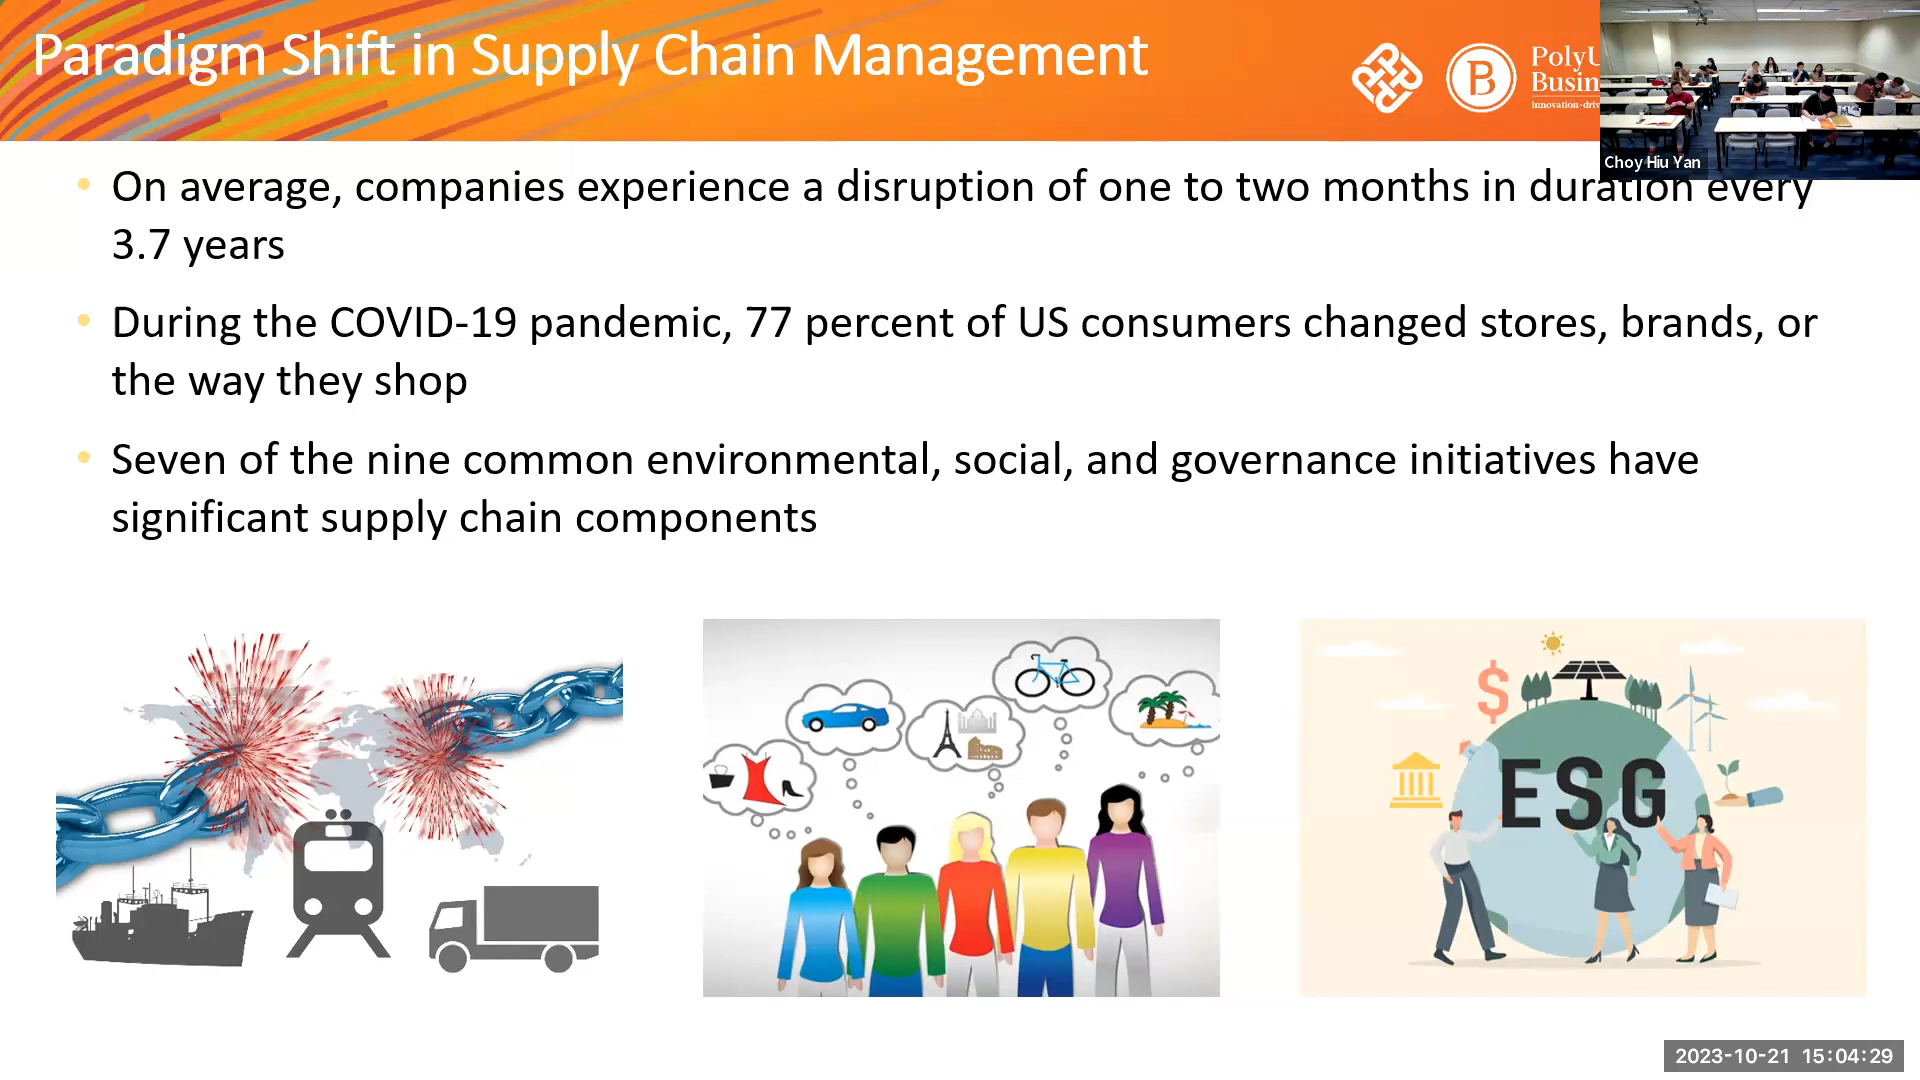 Paradigm Shift in Supply Chain Management
B
PolyU
Busin
Innovation-driv
Choy Hiu Yan
On average, companies experience a disruption of one to two months in duration every
3.7 years
During the COVID-19 pandemic, 77 percent of US consumers changed stores, brands, or
the way they shop
Seven of the nine common environmental, social, and governance initiatives have
significant supply chain components
$
ESG
2023-10-21 15:04:29